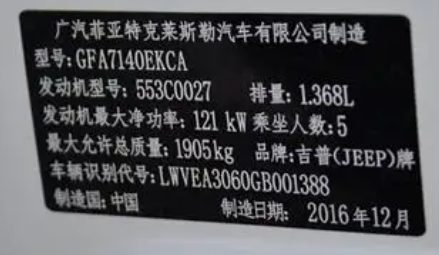 广汽菲亚特克莱斯勒汽车有限公司制造
型号: GFA7140EKCA
发动机型号: 553C0027 排量: 1.368L
发动机最大净功率: 121 kW 乘坐人数: 5
最大允许总质量: 1905kg 品牌: 吉普(JEEP)牌
车辆识别代号: LWVEA3060GB001388
制造国: 中国 制造日期: 2016年12月